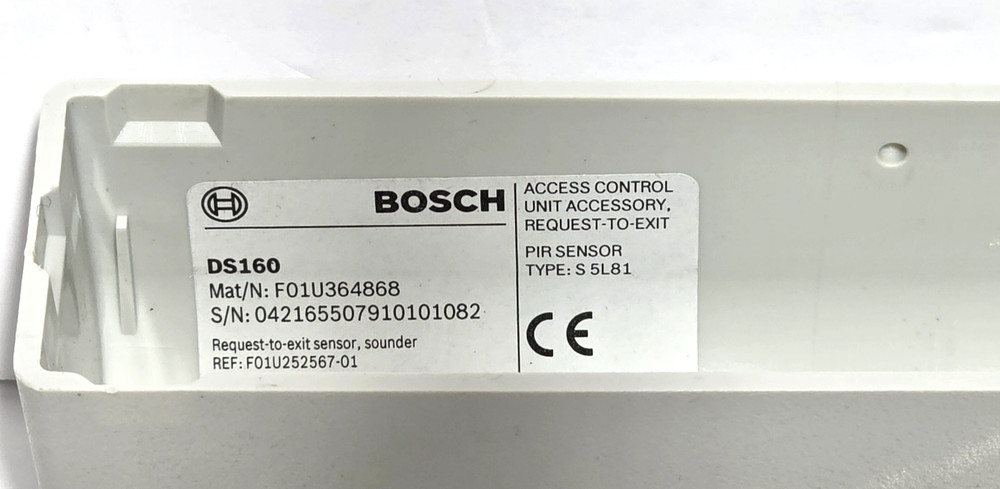 BOSCH
DS160
Mat/N: F01U364868
S/N: 042165507910101082
Request-to-exit sensor, sounder
REF: F01U252567-01
ACCESS CONTROL
UNIT ACCESSORY,
REQUEST-TO-EXIT
PIR SENSOR
TYPE: S 5L81
CE